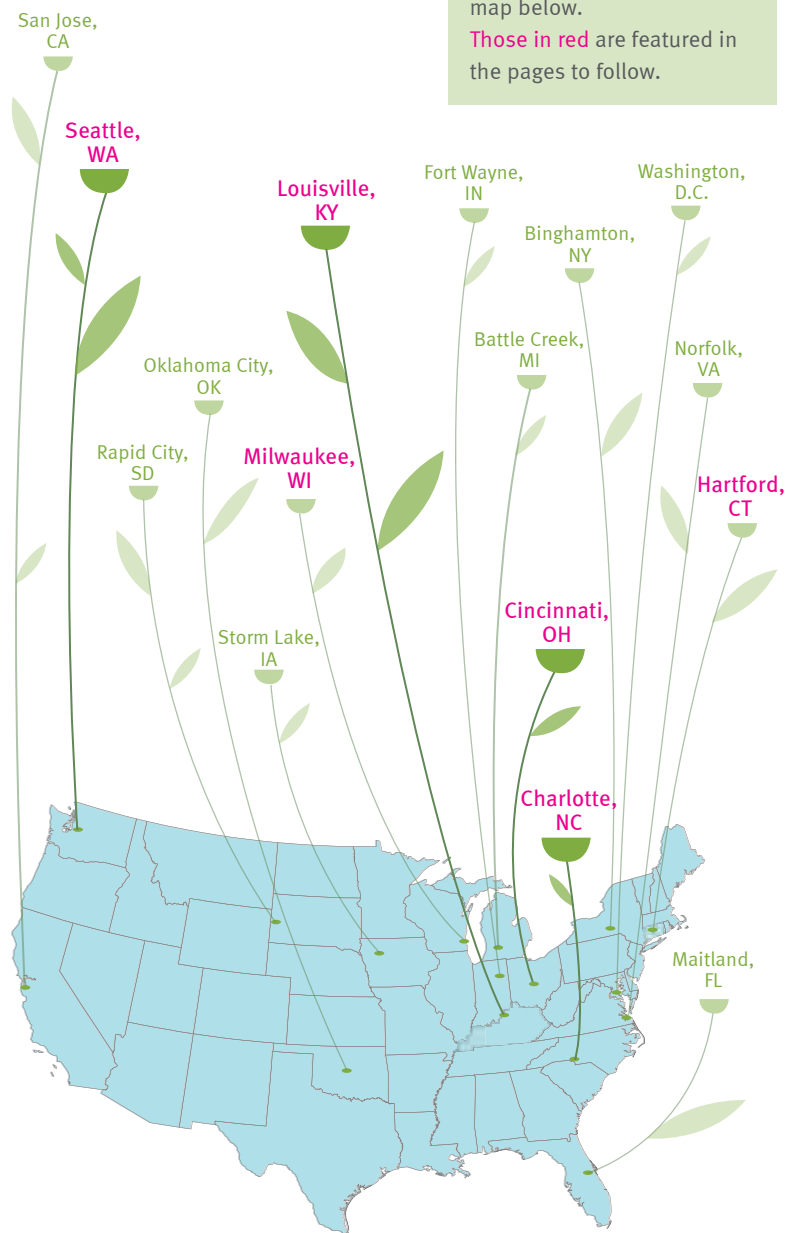 map below.
Those in red are featured in
the pages to follow.
San Jose,
CA
Seattle,
WA
Louisville,
KY
Fort Wayne,
IN
Washington,
D.C.
Binghamton,
NY
Battle Creek,
MI
Norfolk,
VA
Oklahoma City,
OK
Rapid City,
SD
Milwaukee,
WI
Hartford,
CT
Storm Lake,
IA
Cincinnati,
OH
Charlotte,
NC
Maitland,
FL